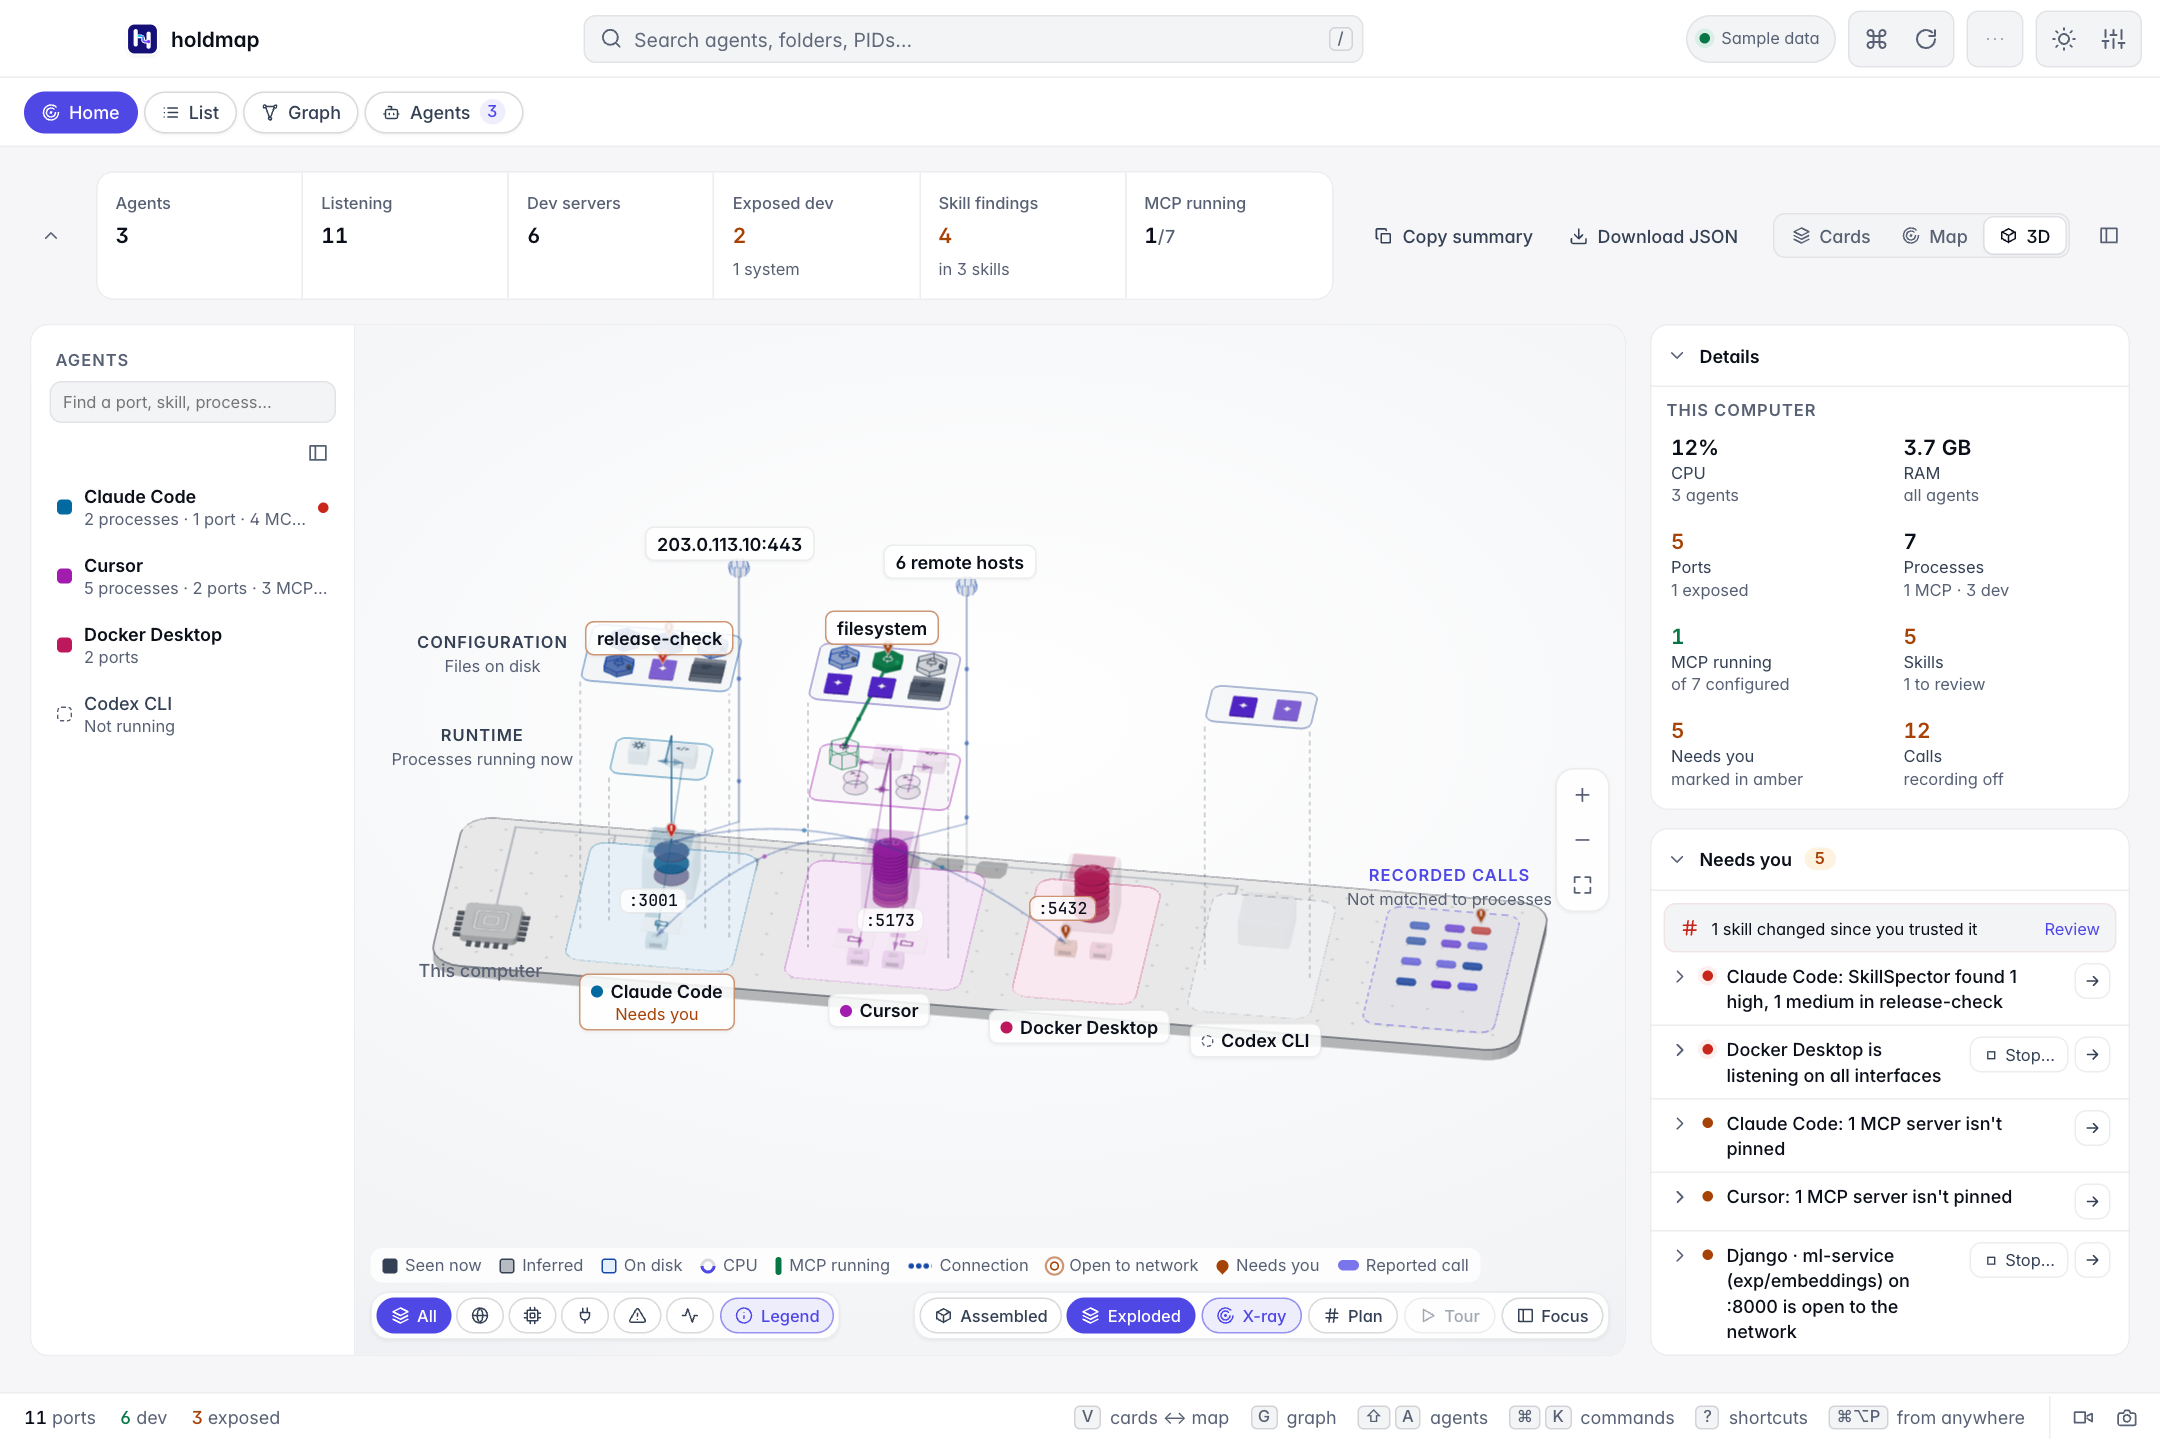 holdmap
Search agents, folders, PIDs...
/
Sample data
Home
List
Graph
Agents 3
Agents
3
Listening
11
Dev servers
6
Exposed dev
2
1 system
Skill findings
4
in 3 skills
MCP running
1/7
Copy summary
Download JSON
Cards
Map
3D
AGENTS
Find a port, skill, process...
Claude Code
2 processes · 1 port · 4 MC...
Cursor
5 processes · 2 ports · 3 MCP...
Docker Desktop
2 ports
Codex CLI
Not running
203.0.113.10:443
6 remote hosts
release-check
filesystem
CONFIGURATION
Files on disk
RUNTIME
Processes running now
RECORDED CALLS
Not matched to processes
:3001
:5173
:5432
This computer
Claude Code
Needs you
Cursor
Docker Desktop
Codex CLI
Seen now
Inferred
On disk
CPU
MCP running
Connection
Open to network
Needs you
Reported call
All
Legend
Assembled
Exploded
X-ray
Plan
Tour
Focus
Details
THIS COMPUTER
12%
CPU
3 agents
3.7 GB
RAM
all agents
5
Ports
1 exposed
7
Processes
1 MCP · 3 dev
1
MCP running
of 7 configured
5
Skills
1 to review
5
Needs you
marked in amber
12
Calls
recording off
Needs you 5
1 skill changed since you trusted it
Review
Claude Code: SkillSpector found 1
high, 1 medium in release-check
Docker Desktop is
listening on all interfaces
Stop...
Claude Code: 1 MCP server isn't
pinned
Cursor: 1 MCP server isn't pinned
Django · ml-service
(exp/embeddings) on
:8000 is open to the
network
Stop...
11 ports
6 dev
3 exposed
V cards ↔ map
G graph
⇧ A agents
⌘ K commands
? shortcuts
⌘⌥P from anywhere